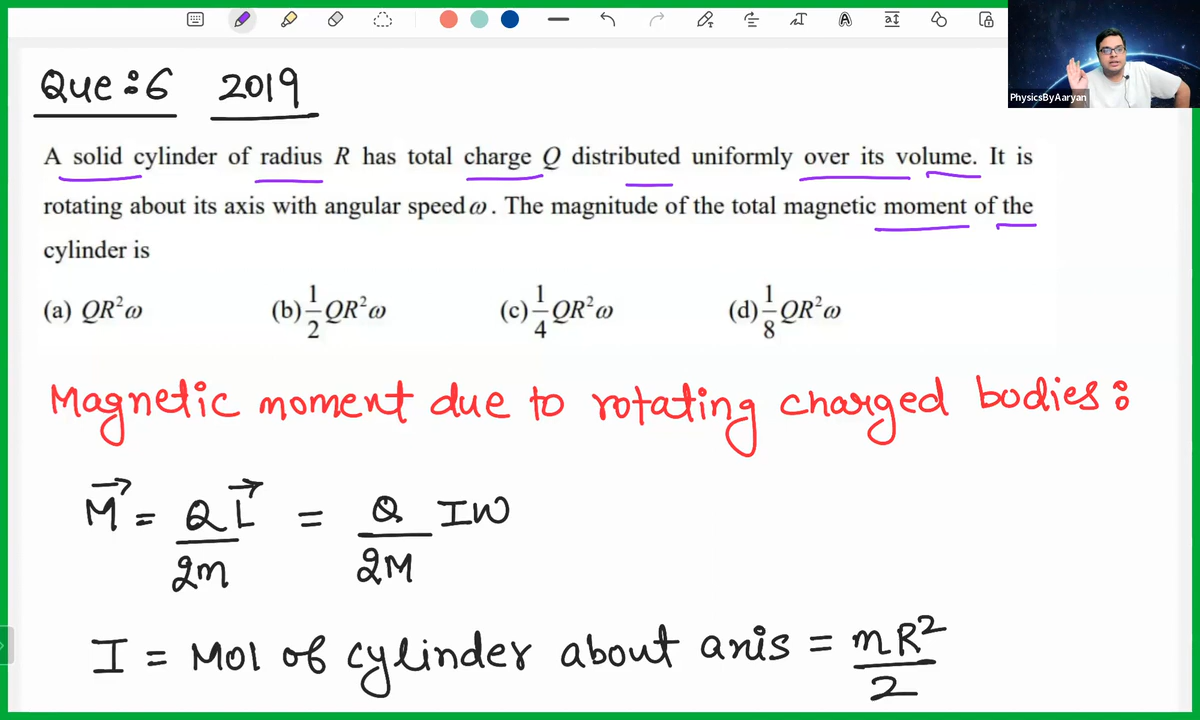 Que : 6 2019
PhysicsByAaryan
A solid cylinder of radius R has total charge Q distributed uniformly over its volume. It is
rotating about its axis with angular speed ω. The magnitude of the total magnetic moment of the
cylinder is
(a) QR²ω (b) 1/2 QR²ω (c) 1/4 QR²ω (d) 1/8 QR²ω
Magnetic moment due to rotating charged bodies :
M⃗ = QL⃗/2m = Q/2M Iω
I = MoI of cylinder about axis = mR²/2